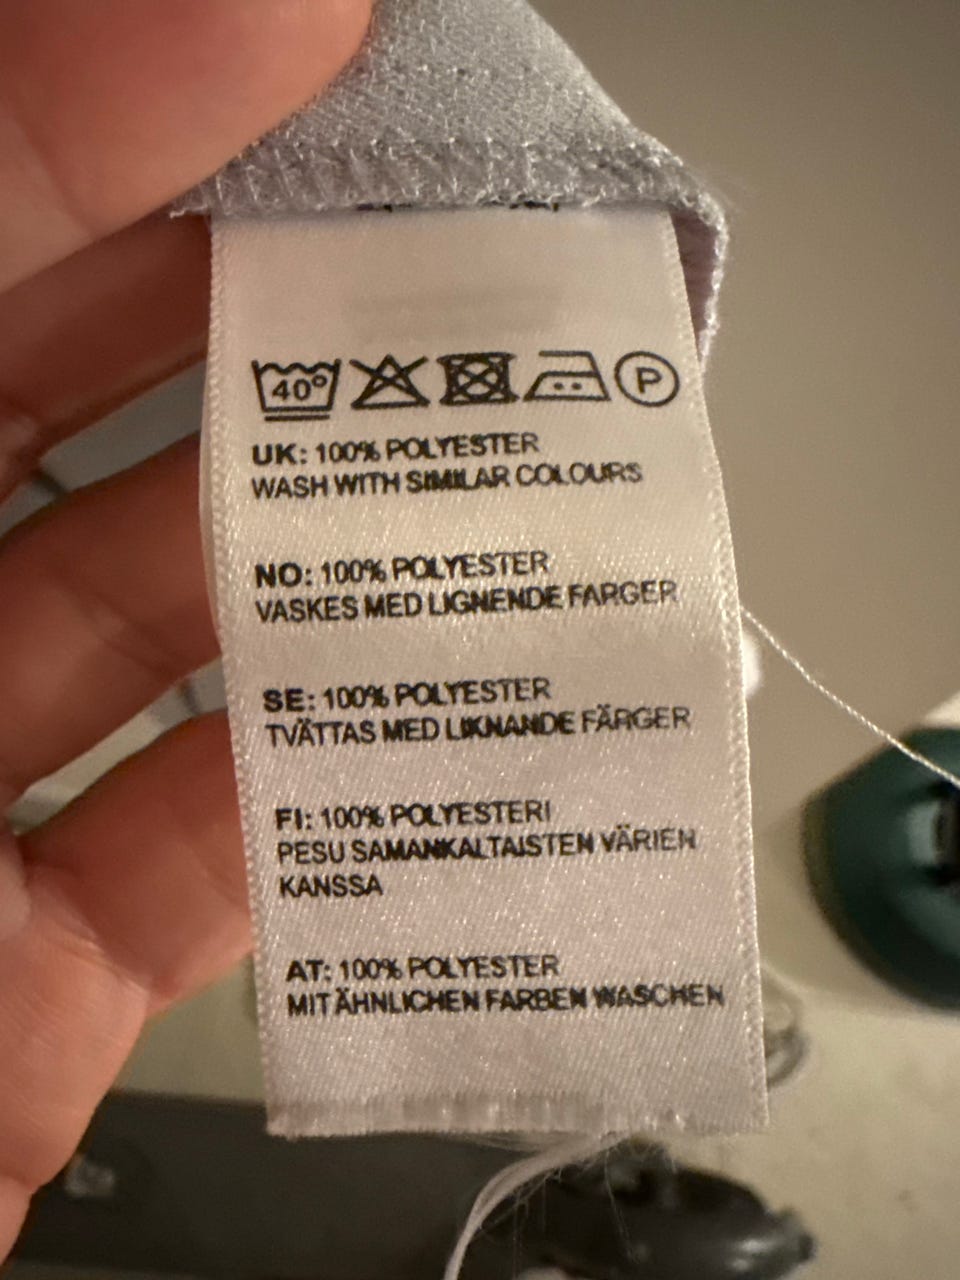 40°
P
UK: 100% POLYESTER
WASH WITH SIMILAR COLOURS
NO: 100% POLYESTER
VASKES MED LIGNENDE FARGER
SE: 100% POLYESTER
TVÄTTAS MED LIKNANDE FÄRGER
FI: 100% POLYESTERI
PESU SAMANKALTAISTEN VÄRIEN
KANSSA
AT: 100% POLYESTER
MIT ÄHNLICHEN FARBEN WASCHEN